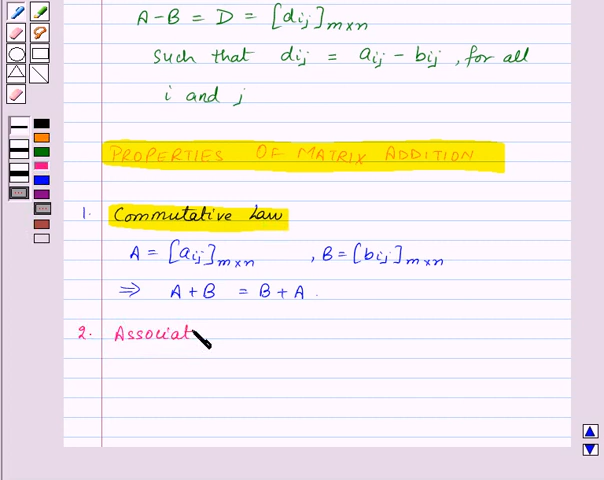 A - B = D = [dij]m×n
such that dij = aij - bij, for all
i and j
PROPERTIES OF MATRIX ADDITION
1. Commutative Law
A = [aij]m×n , B = [bij]m×n
⇒ A + B = B + A.
2. Associat